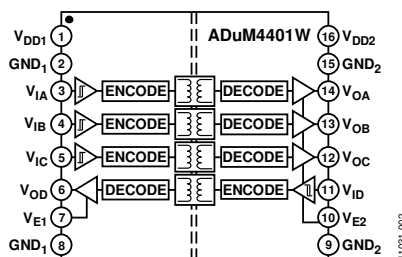 ADuM4401W
VDD1 1 16 VDD2
GND1 2 15 GND2
VIA 3 ENCODE DECODE 14 VOA
VIB 4 ENCODE DECODE 13 VOB
VIC 5 ENCODE DECODE 12 VOC
VOD 6 DECODE ENCODE 11 VID
VE1 7 10 VE2
GND1 8 9 GND2